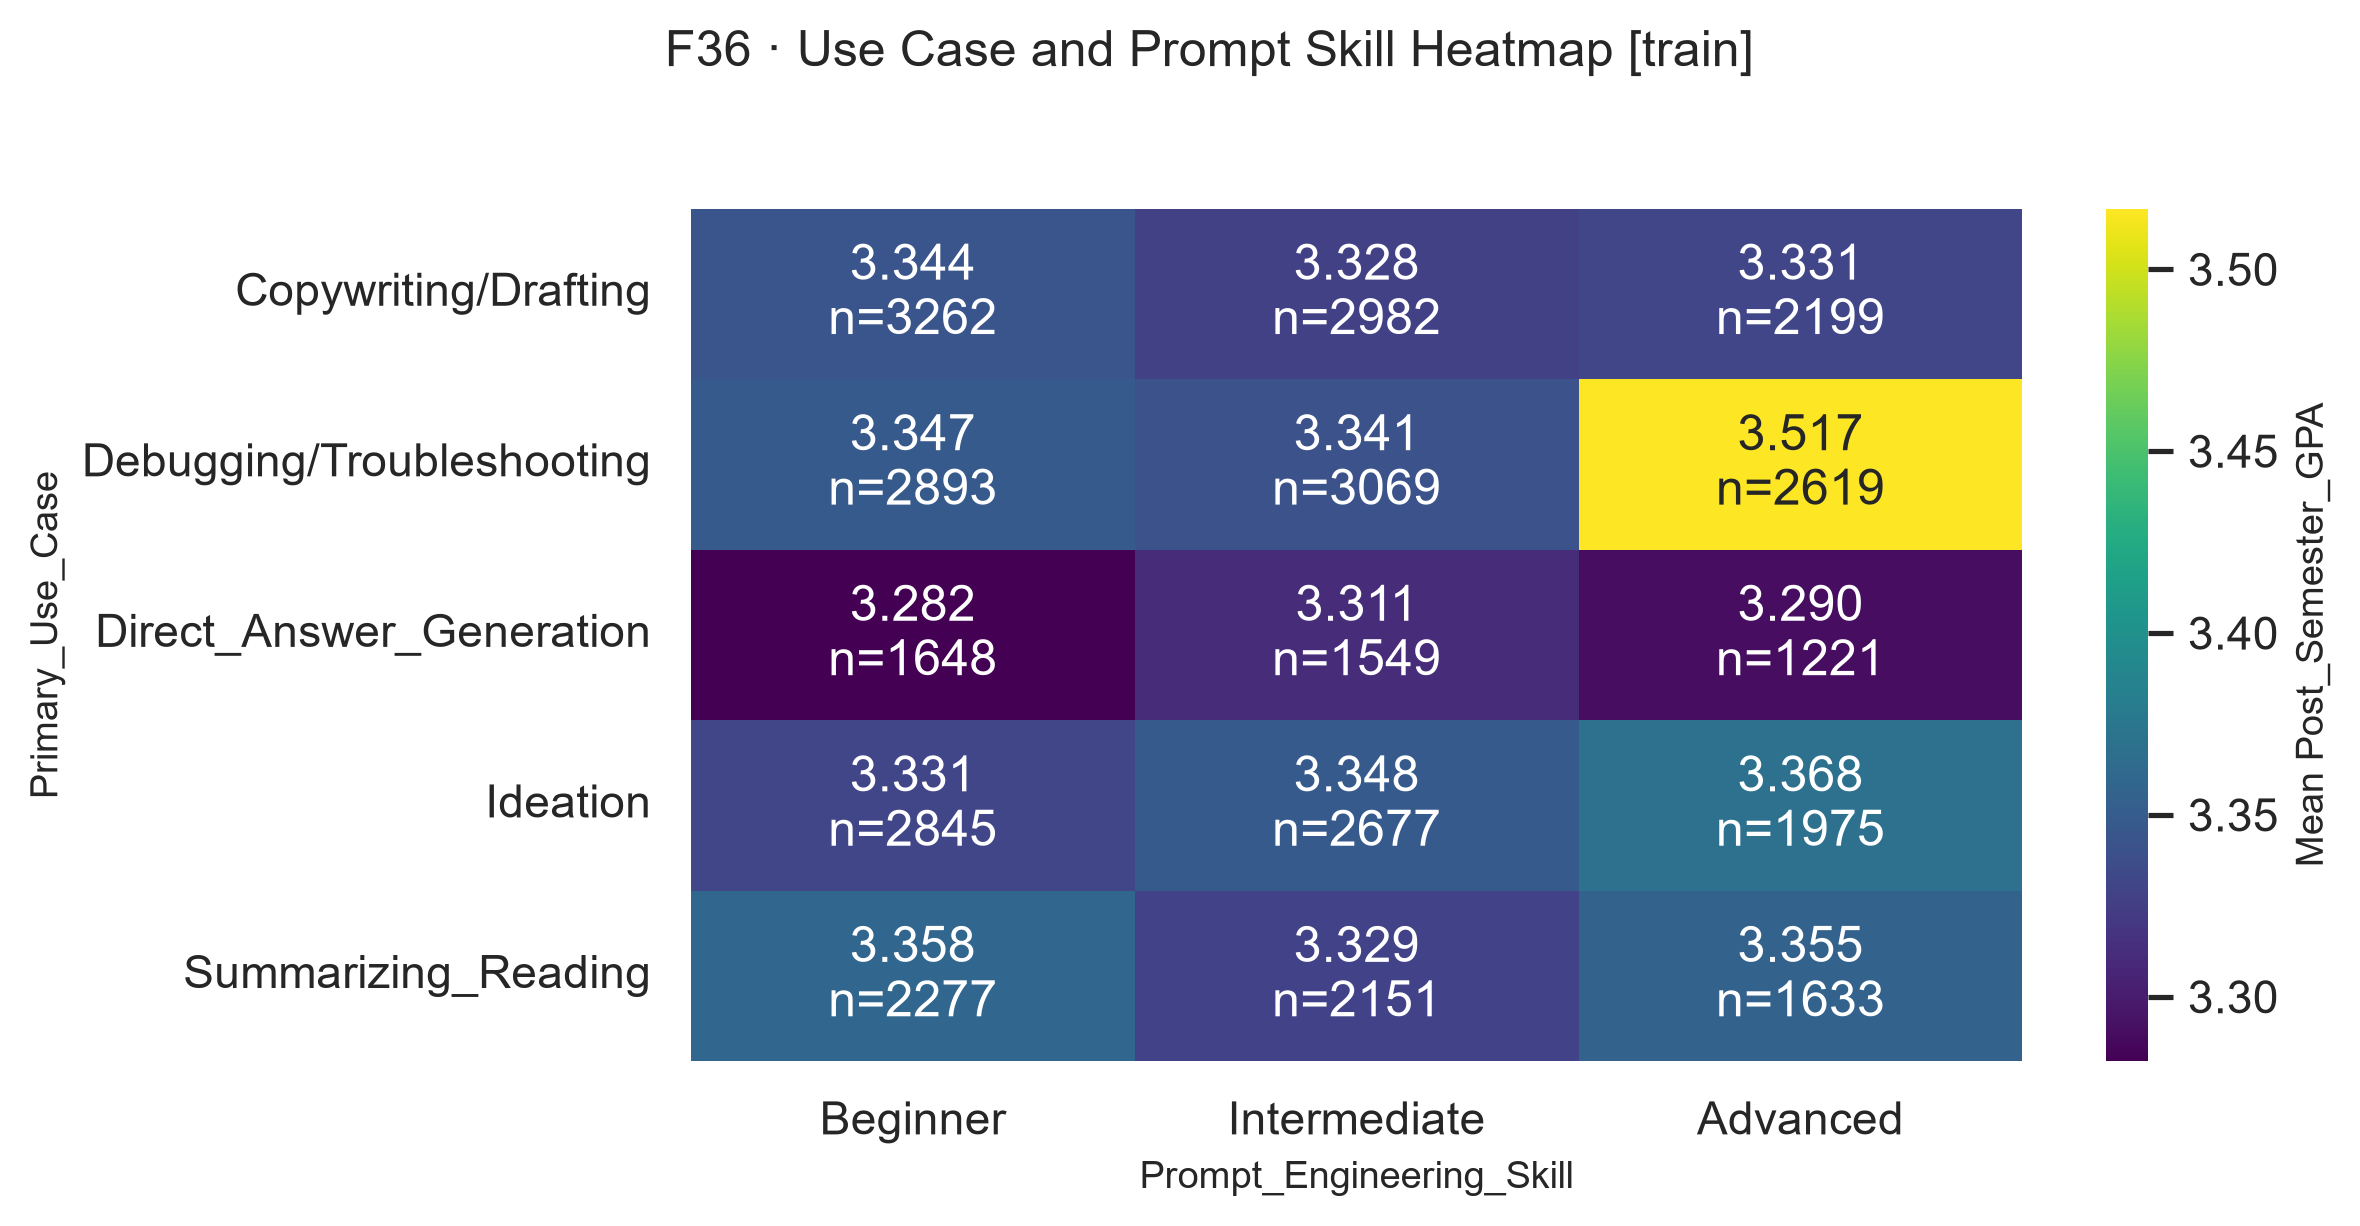 F36 · Use Case and Prompt Skill Heatmap [train]
Primary_Use_Case
Copywriting/Drafting
3.344
n=3262
3.328
n=2982
3.331
n=2199
Debugging/Troubleshooting
3.347
n=2893
3.341
n=3069
3.517
n=2619
Direct_Answer_Generation
3.282
n=1648
3.311
n=1549
3.290
n=1221
Ideation
3.331
n=2845
3.348
n=2677
3.368
n=1975
Summarizing_Reading
3.358
n=2277
3.329
n=2151
3.355
n=1633
Beginner
Intermediate
Advanced
Prompt_Engineering_Skill
3.50
3.45
3.40
3.35
3.30
Mean Post_Semester_GPA